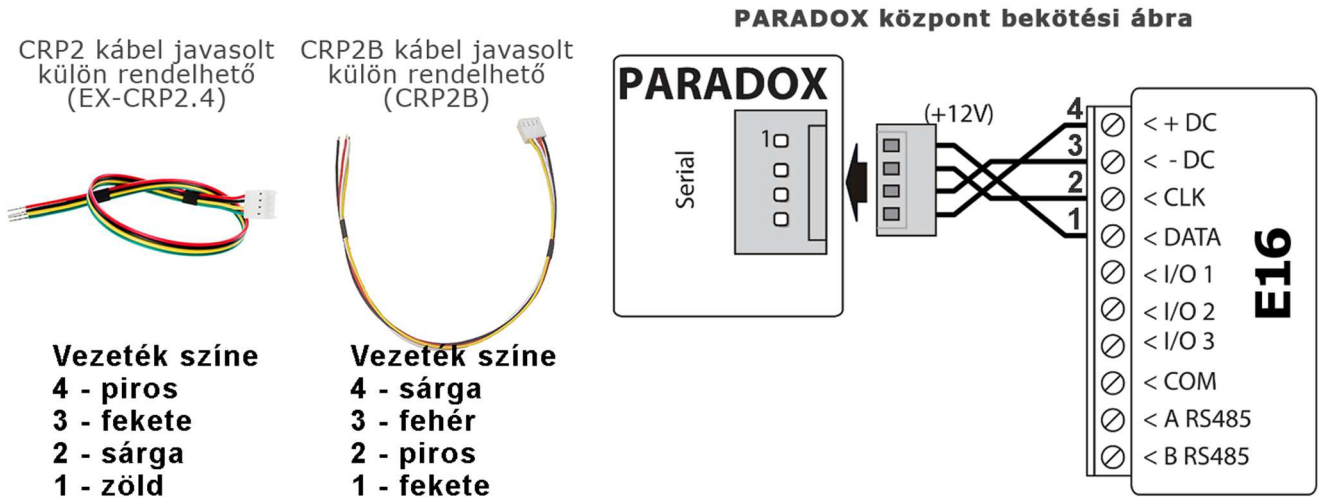 PARADOX központ bekötési ábra
CRP2 kábel javasolt
külön rendelhető
(EX-CRP2.4)
CRP2B kábel javasolt
külön rendelhető
(CRP2B)
Vezeték színe
4 - piros
3 - fekete
2 - sárga
1 - zöld
Vezeték színe
4 - sárga
3 - fehér
2 - piros
1 - fekete
PARADOX
Serial
1
(+12V)
4
3
2
1
< + DC
< - DC
< CLK
< DATA
< I/O 1
< I/O 2
< I/O 3
< COM
< A RS485
< B RS485
E16